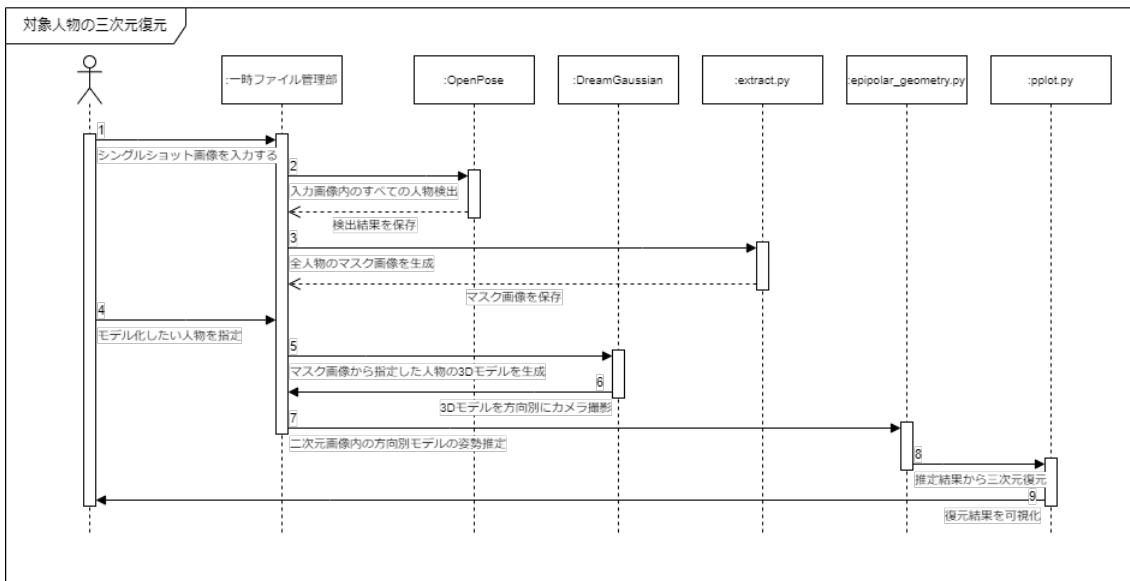 対象人物の三次元復元
:一時ファイル管理部
:OpenPose
:DreamGaussian
:extract.py
:epipolar_geometry.py
:pplot.py
1
シングルショット画像を入力する
2
入力画像内のすべての人物検出
検出結果を保存
3
全人物のマスク画像を生成
マスク画像を保存
4
モデル化したい人物を指定
5
マスク画像から指定した人物の3Dモデルを生成
6
3Dモデルを方向別にカメラ撮影
7
二次元画像内の方向別モデルの姿勢推定
8
推定結果から三次元復元
9
復元結果を可視化